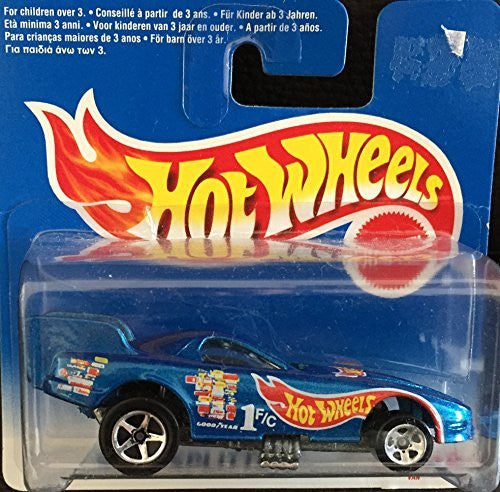 For children over 3. • Conseillé à partir de 3 ans. • Für Kinder ab 3 Jahren.
Età minima 3 anni. • Voor kinderen van 3 jaar en ouder. • A partir de 3 años.
Para crianças maiores de 3 anos • För barn över 3 år.
Για παιδιά άνω των 3.
HOT WHEELS
HOT WHEELS
1 F/C
GOOD YEAR
VAN